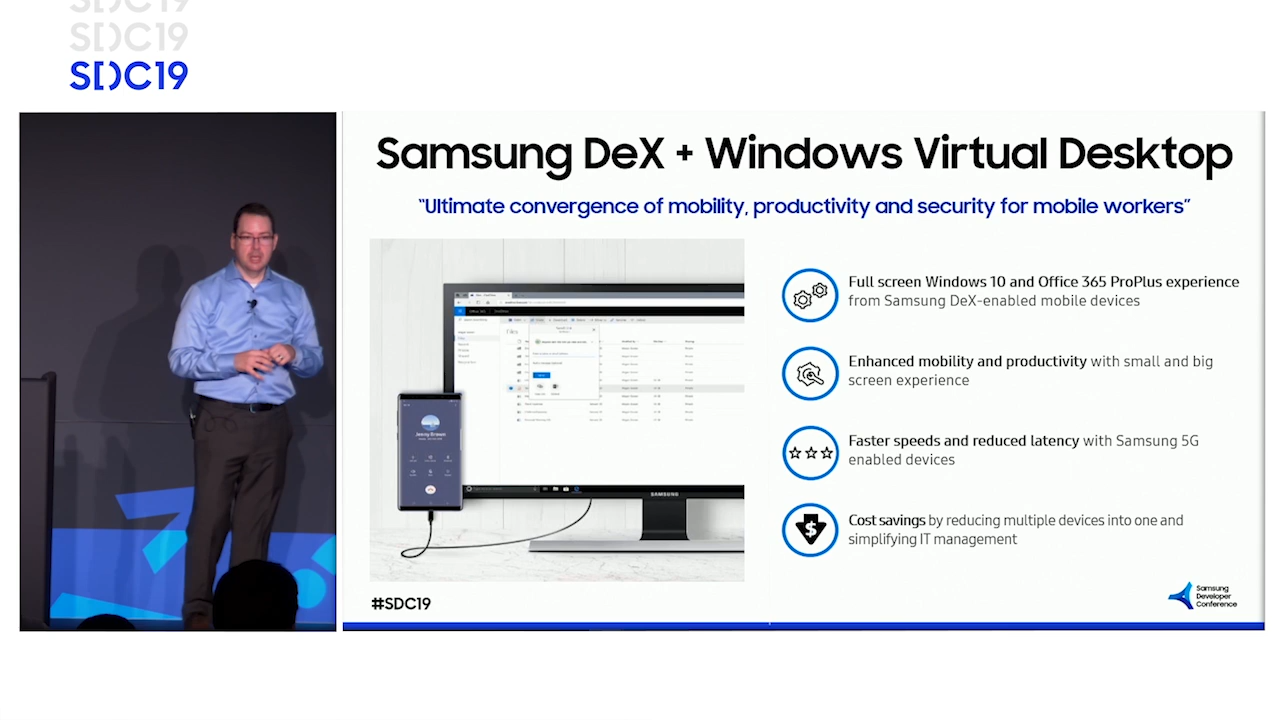 SDC19
SDC19
SDC19
Samsung DeX + Windows Virtual Desktop
“Ultimate convergence of mobility, productivity and security for mobile workers”
Full screen Windows 10 and Office 365 ProPlus experience
from Samsung DeX-enabled mobile devices
Enhanced mobility and productivity with small and big
screen experience
Faster speeds and reduced latency with Samsung 5G
enabled devices
Cost savings by reducing multiple devices into one and
simplifying IT management
Jenny Brown
SAMSUNG
#SDC19
Samsung
Developer
Conference